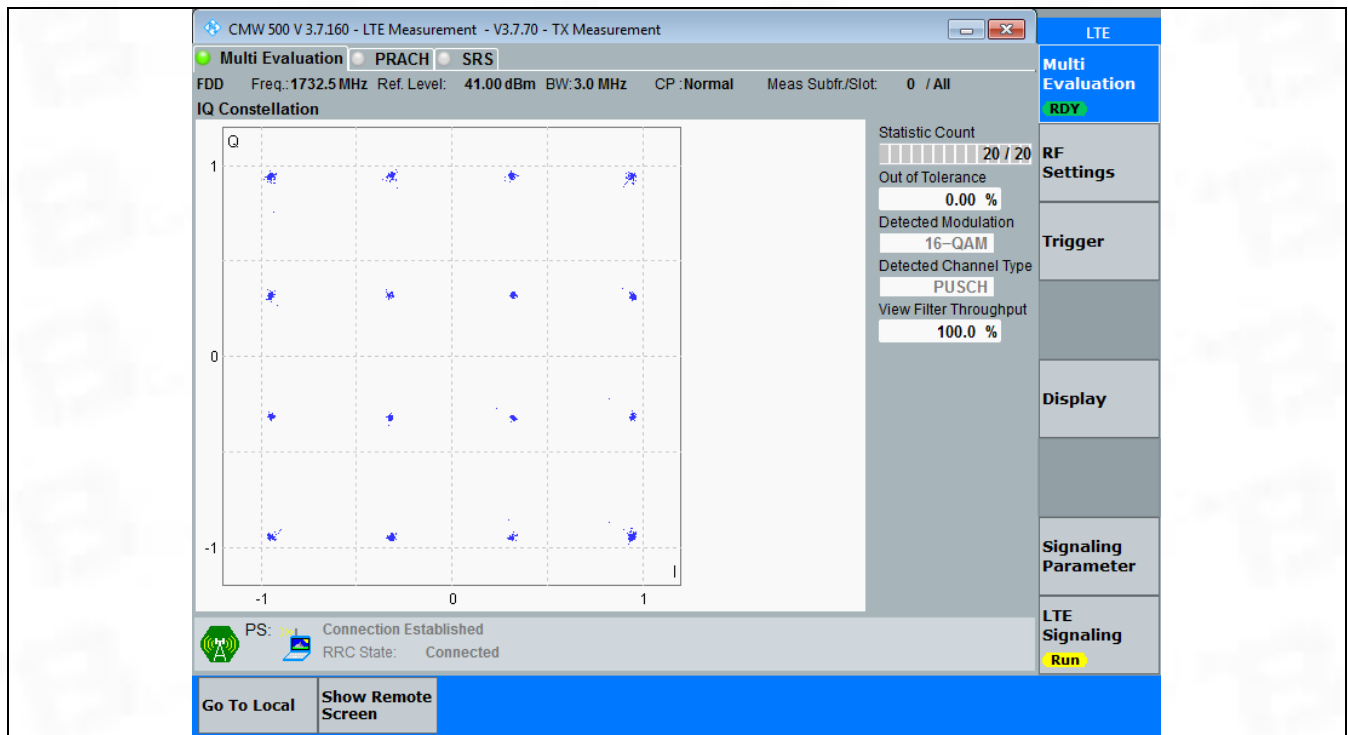 CMW 500 V 3.7.160 - LTE Measurement - V3.7.70 - TX Measurement
LTE
Multi Evaluation PRACH SRS
FDD Freq.:1732.5 MHz Ref. Level: 41.00 dBm BW:3.0 MHz CP :Normal Meas Subfr./Slot: 0 / All
IQ Constellation
Q
1
0
-1
I
-1 0 1
Statistic Count
20 / 20
Out of Tolerance
0.00 %
Detected Modulation
16-QAM
Detected Channel Type
PUSCH
View Filter Throughput
100.0 %
PS: Connection Established
RRC State: Connected
Multi
Evaluation
RDY
RF
Settings
Trigger
Display
Signaling
Parameter
LTE
Signaling
Run
Go To Local
Show Remote
Screen